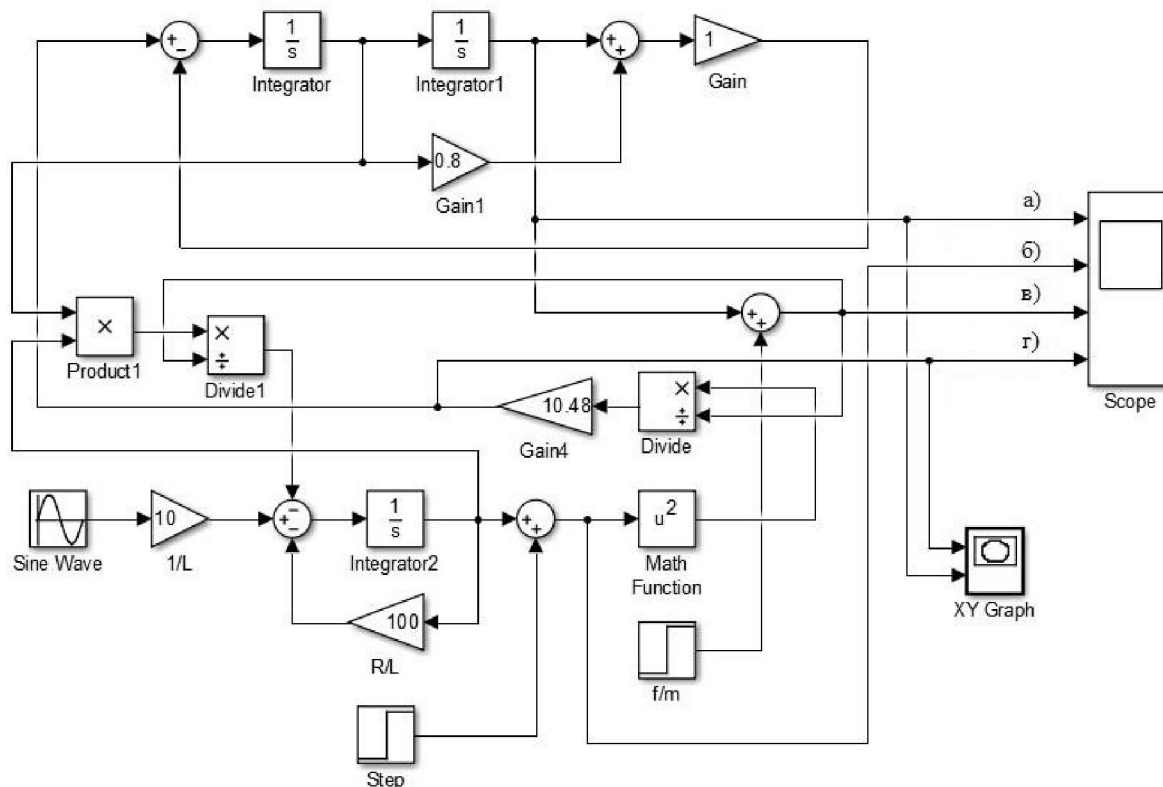 + -
1
s
Integrator
1
s
Integrator1
+ +
1
Gain
0.8
Gain1
а)
б)
в)
г)
Scope
×
Product1
×
÷
Divide1
+ +
10.48
Gain4
×
÷
Divide
Sine Wave
10
1/L
+ - -
1
s
Integrator2
+ +
u²
Math
Function
XY Graph
100
R/L
f/m
Step